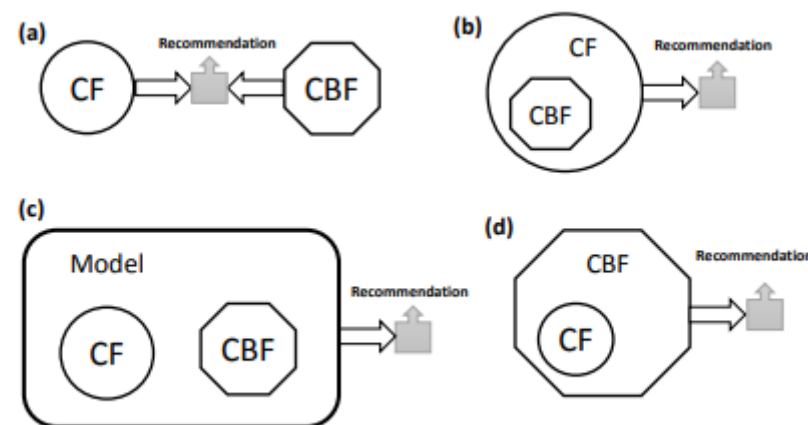 (a)
Recommendation
CF
CBF
(b)
CF
Recommendation
CBF
(c)
Model
Recommendation
CF
CBF
(d)
CBF
Recommendation
CF